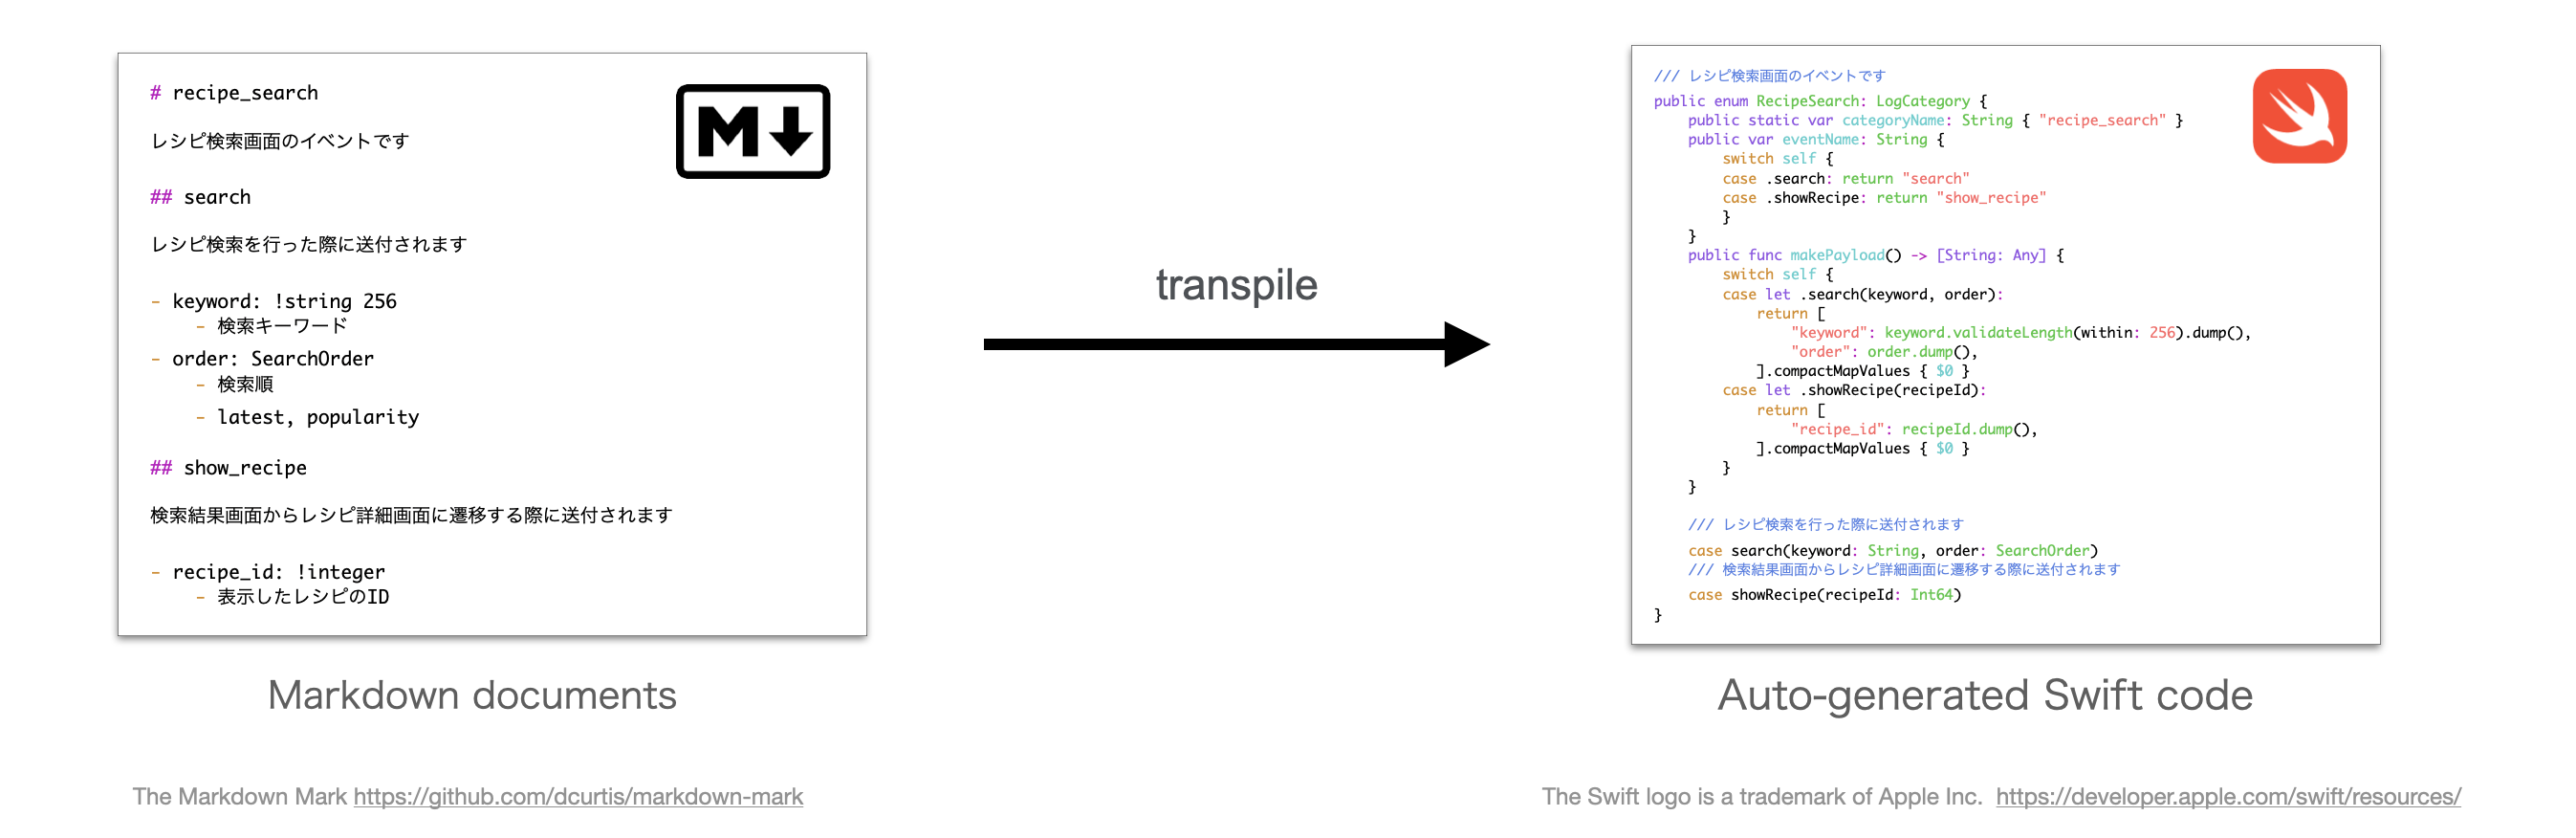 # recipe_search
レシピ検索画面のイベントです
## search
レシピ検索を行った際に送付されます
- keyword: !string 256
- 検索キーワード
- order: SearchOrder
- 検索順
- latest, popularity
## show_recipe
検索結果画面からレシピ詳細画面に遷移する際に送付されます
- recipe_id: !integer
- 表示したレシピのID
M
Markdown documents
The Markdown Mark https://github.com/dcurtis/markdown-mark
transpile
/// レシピ検索画面のイベントです
public enum RecipeSearch: LogCategory {
public static var categoryName: String { "recipe_search" }
public var eventName: String {
switch self {
case .search: return "search"
case .showRecipe: return "show_recipe"
}
}
public func makePayload() -> [String: Any] {
switch self {
case let .search(keyword, order):
return [
"keyword": keyword.validateLength(within: 256).dump(),
"order": order.dump(),
].compactMapValues { $0 }
case let .showRecipe(recipeId):
return [
"recipe_id": recipeId.dump(),
].compactMapValues { $0 }
}
}
/// レシピ検索を行った際に送付されます
case search(keyword: String, order: SearchOrder)
/// 検索結果画面からレシピ詳細画面に遷移する際に送付されます
case showRecipe(recipeId: Int64)
}
Auto-generated Swift code
The Swift logo is a trademark of Apple Inc. https://developer.apple.com/swift/resources/